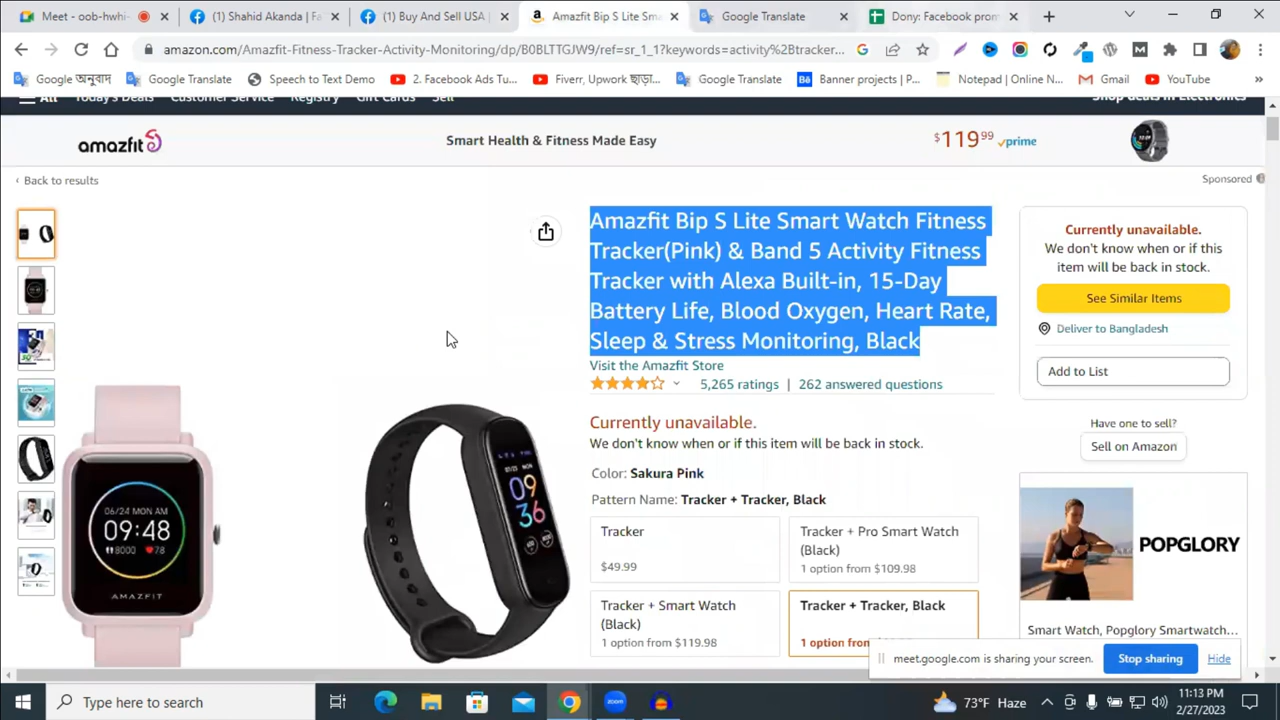 Meet - oob-hwhi-
(1) Shahid Akanda | Fa
(1) Buy And Sell USA |
Amazfit Bip S Lite Sma
Google Translate
Dony: Facebook prom
amazon.com/Amazfit-Fitness-Tracker-Activity-Monitoring/dp/B0BLTTGJW9/ref=sr_1_1?keywords=activity%2Btracker...
Google অনুবাদ
Google Translate
Speech to Text Demo
2. Facebook Ads Tu...
Fiverr, Upwork ছাড়া...
Google Translate
Banner projects | P...
Notepad | Online N...
Gmail
YouTube
All
Today's Deals
Customer Service
Registry
Gift Cards
Sell
Shop deals in Electronics
amazfit
Smart Health & Fitness Made Easy
$119 99 prime
‹ Back to results
Sponsored
Amazfit Bip S Lite Smart Watch Fitness
Tracker(Pink) & Band 5 Activity Fitness
Tracker with Alexa Built-in, 15-Day
Battery Life, Blood Oxygen, Heart Rate,
Sleep & Stress Monitoring, Black
Visit the Amazfit Store
5,265 ratings | 262 answered questions
Currently unavailable.
We don't know when or if this item will be back in stock.
Color: Sakura Pink
Pattern Name: Tracker + Tracker, Black
Tracker
$49.99
Tracker + Pro Smart Watch
(Black)
1 option from $109.98
Tracker + Smart Watch
(Black)
1 option from $119.98
Tracker + Tracker, Black
1 option from
Currently unavailable.
We don't know when or if this
item will be back in stock.
See Similar Items
Deliver to Bangladesh
Add to List
Have one to sell?
Sell on Amazon
POPGLORY
Smart Watch, Popglory Smartwatch...
06/24 MON AM
09:48
8000 78
AMAZFIT
09
36
meet.google.com is sharing your screen.
Stop sharing
Hide
Type here to search
zoom
73°F Haze
11:13 PM
2/27/2023